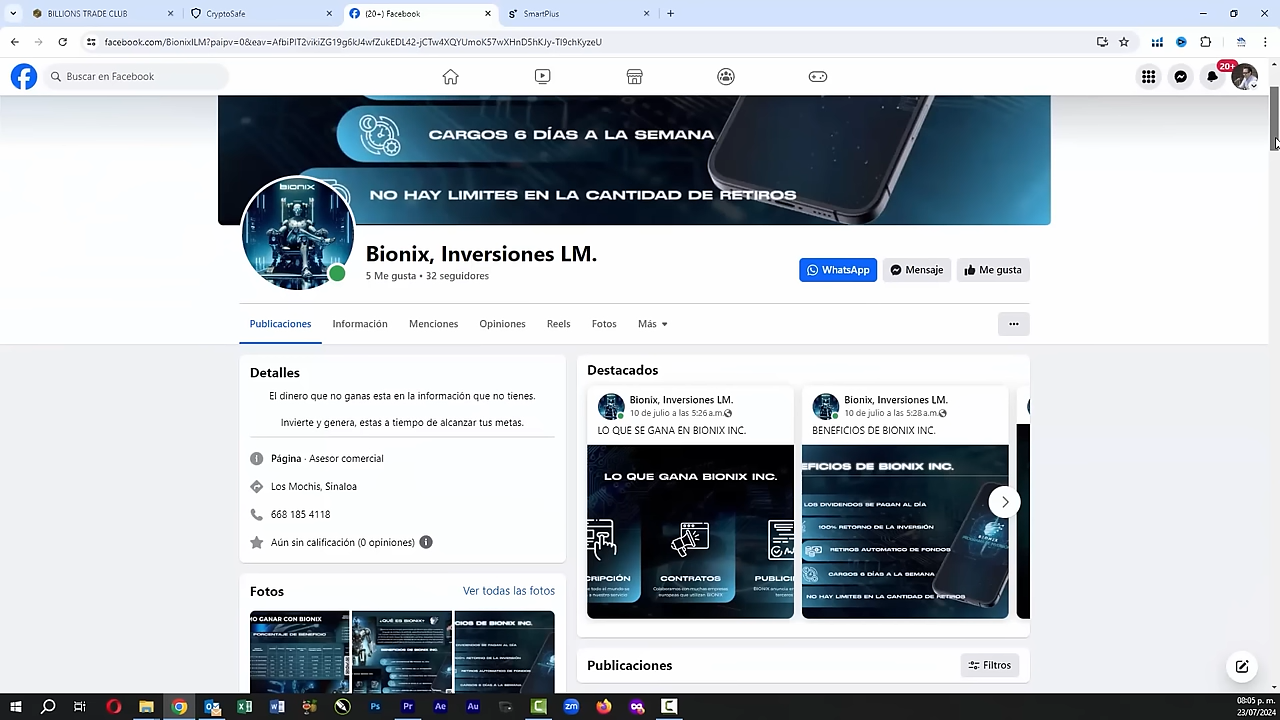 BILLIONS TRADE CLUB
CryptoSafe
(20+) Facebook
SmartPlus
facebook.com/BionixILM?paipv=0&eav=AfbiPlT2vikiZG19g6kJ4wfZukEDL42-jCTw4XQYUmoK57wXHnD5hKJy-Tl9chKyzeU
Buscar en Facebook
20+
CARGOS 6 DÍAS A LA SEMANA
NO HAY LIMITES EN LA CANTIDAD DE RETIROS
BIONIX
Bionix, Inversiones LM.
5 Me gusta • 32 seguidores
WhatsApp
Mensaje
Me gusta
Publicaciones
Información
Menciones
Opiniones
Reels
Fotos
Más
Detalles
El dinero que no ganas esta en la información que no tienes.
Invierte y genera, estas a tiempo de alcanzar tus metas.
Página · Asesor comercial
Los Mochis, Sinaloa
668 185 4118
Aún sin calificación (0 opiniones)
Fotos
Ver todas las fotos
O GANAR CON BIONIX
PORCENTAJE DE BENEFICIO
¿QUÉ ES BIONIX?
CIOS DE BIONIX INC.
Destacados
Bionix, Inversiones LM.
10 de julio a las 5:26 a.m.
LO QUE SE GANA EN BIONIX INC.
LO QUE GANA BIONIX INC.
CRIPCIÓN
CONTRATOS
PUBLICI
Bionix, Inversiones LM.
10 de julio a las 5:28 a.m.
BENEFICIOS DE BIONIX INC.
EFICIOS DE BIONIX INC.
LOS DIVIDENDOS SE PAGAN AL DÍA
100% RETORNO DE LA INVERSIÓN
RETIROS AUTOMATICO DE FONDOS
CARGOS 6 DÍAS A LA SEMANA
NO HAY LIMITES EN LA CANTIDAD DE RETIROS
Publicaciones
Filtros
08:05 p. m.
23/07/2024